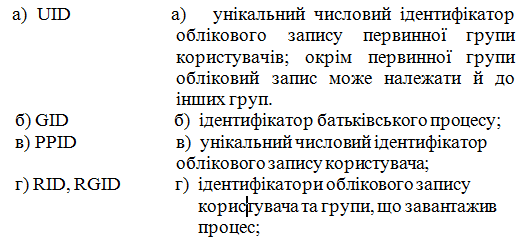 а) UID а) унікальний числовий ідентифікатор
облікового запису первинної групи
користувачів; окрім первинної групи
обліковий запис може належати й до
інших груп.
б) GID б) ідентифікатор батьківського процесу;
в) PPID в) унікальний числовий ідентифікатор
облікового запису користувача;
г) RID, RGID г) ідентифікатори облікового запису
користувача та групи, що завантажив
процес;